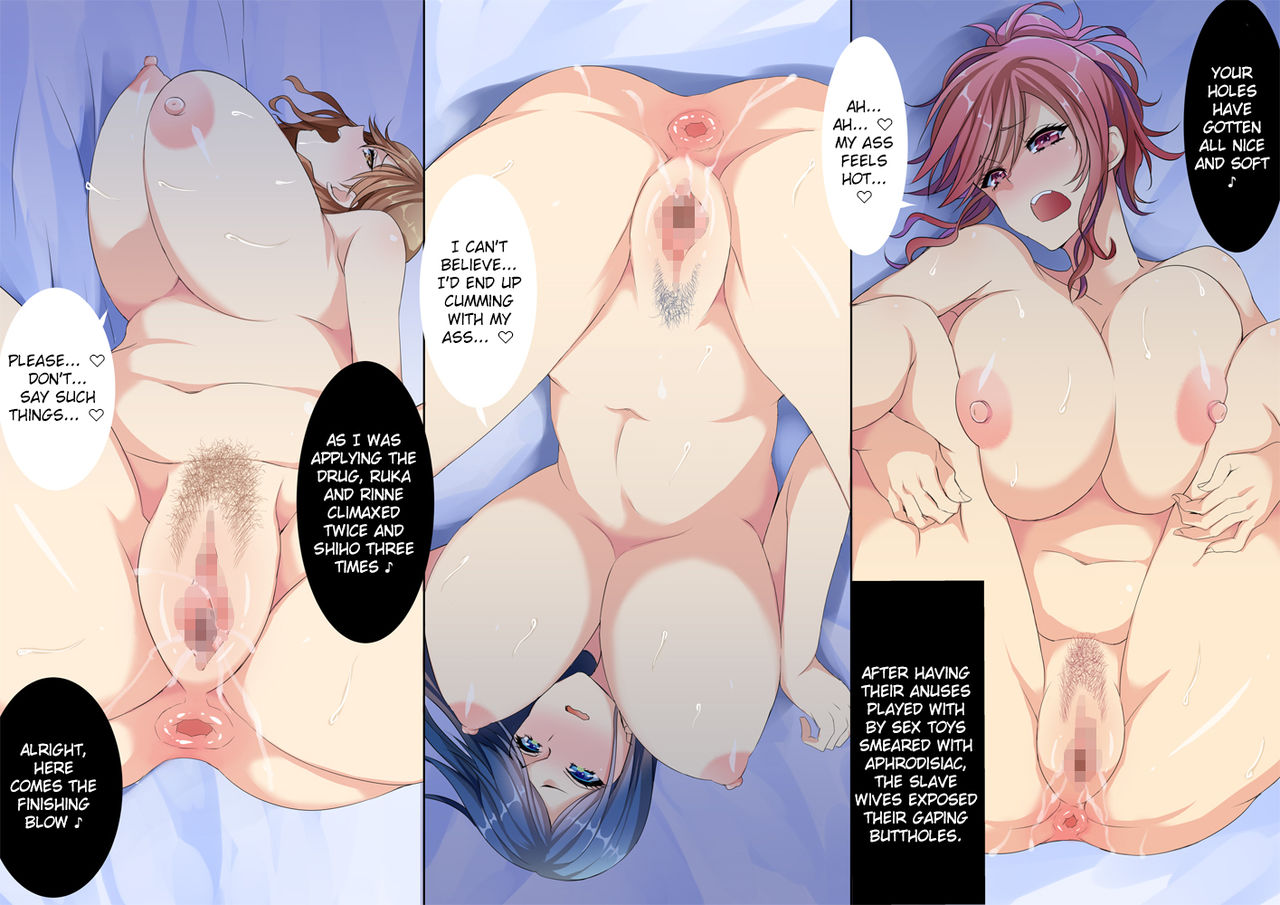 YOUR
HOLES
HAVE
GOTTEN
ALL NICE
AND SOFT
♪
AH...
AH... ♡
MY ASS
FEELS
HOT...
♡
AFTER HAVING
THEIR ANUSES
PLAYED WITH
BY SEX TOYS
SMEARED WITH
APHRODISIAC,
THE SLAVE
WIVES EXPOSED
THEIR GAPING
BUTTHOLES.
I CAN'T
BELIEVE...
I'D END UP
CUMMING
WITH MY
ASS... ♡
AS I WAS
APPLYING THE
DRUG, RUKA
AND RINNE
CLIMAXED
TWICE AND
SHIHO THREE
TIMES ♪
PLEASE... ♡
DON'T...
SAY SUCH
THINGS... ♡
ALRIGHT,
HERE
COMES THE
FINISHING
BLOW ♪